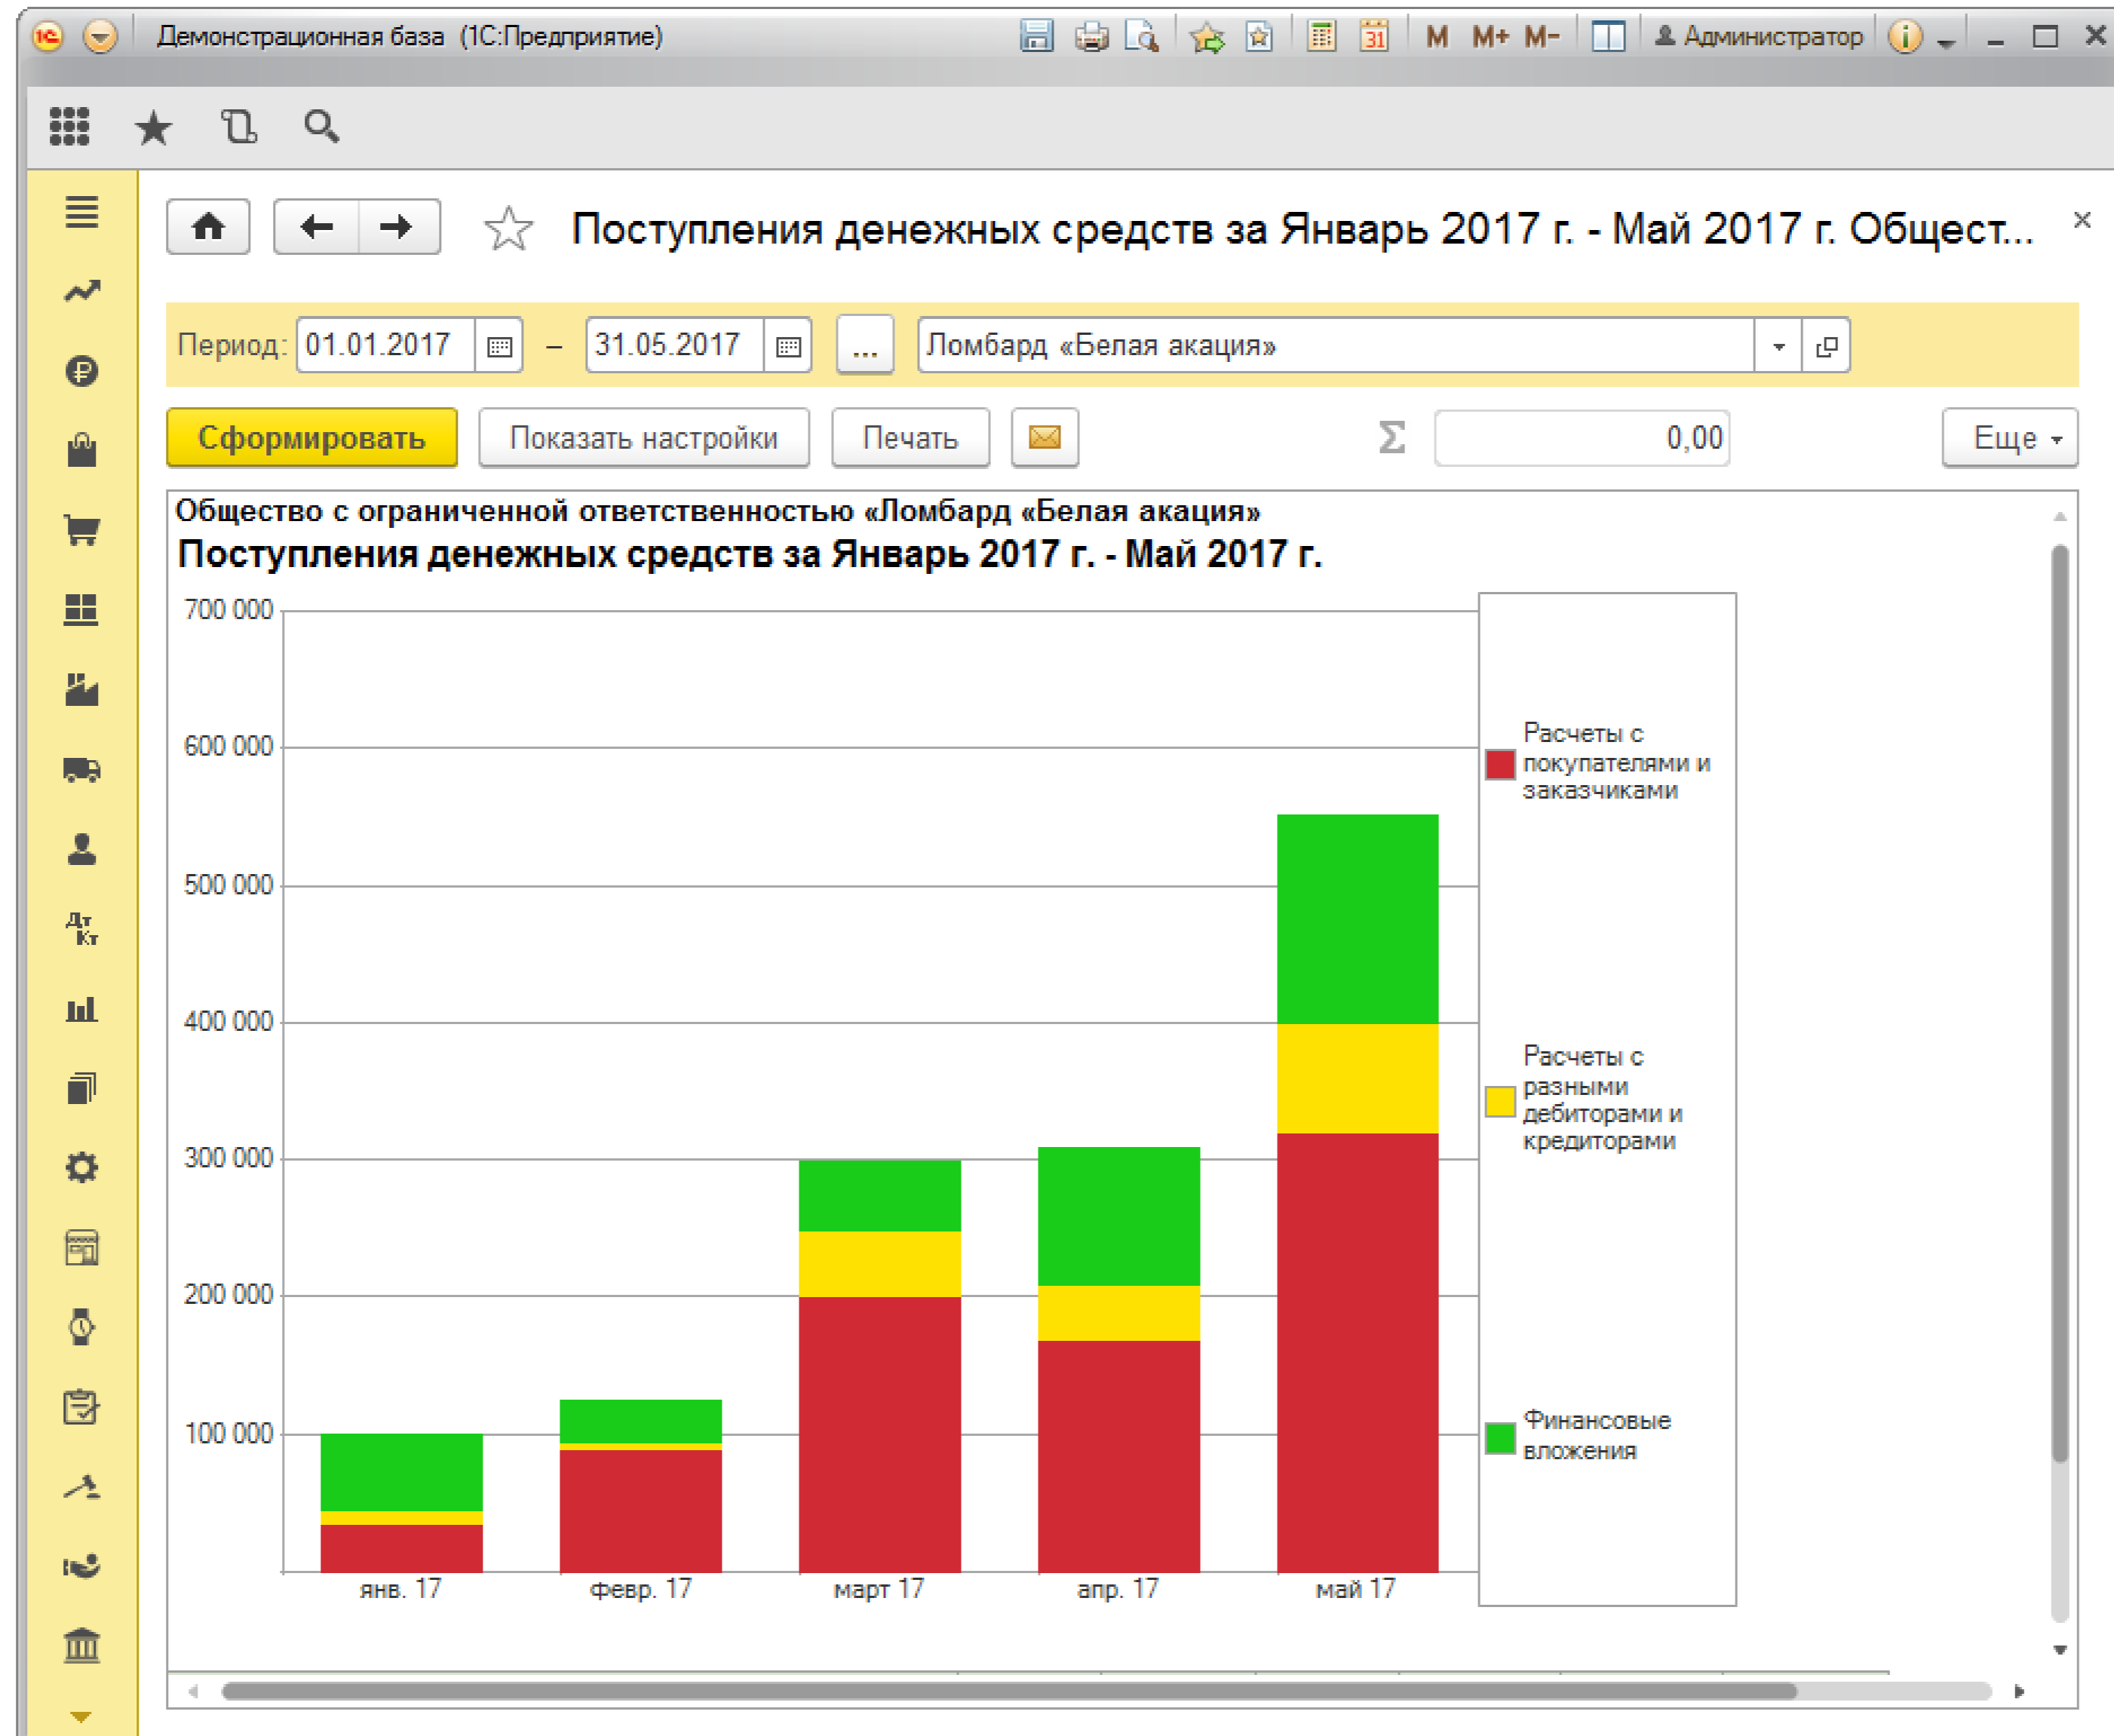 Демонстрационная база (1С:Предприятие)
31 M M+ M- Администратор
Поступления денежных средств за Январь 2017 г. - Май 2017 г. Общест...
Период: 01.01.2017 – 31.05.2017 ... Ломбард «Белая акация»
Сформировать Показать настройки Печать Σ 0,00 Еще
Общество с ограниченной ответственностью «Ломбард «Белая акация»
Поступления денежных средств за Январь 2017 г. - Май 2017 г.
700 000
600 000
500 000
400 000
300 000
200 000
100 000
янв. 17 февр. 17 март 17 апр. 17 май 17
Расчеты с
покупателями и
заказчиками
Расчеты с
разными
дебиторами и
кредиторами
Финансовые
вложения
Дт
Кт